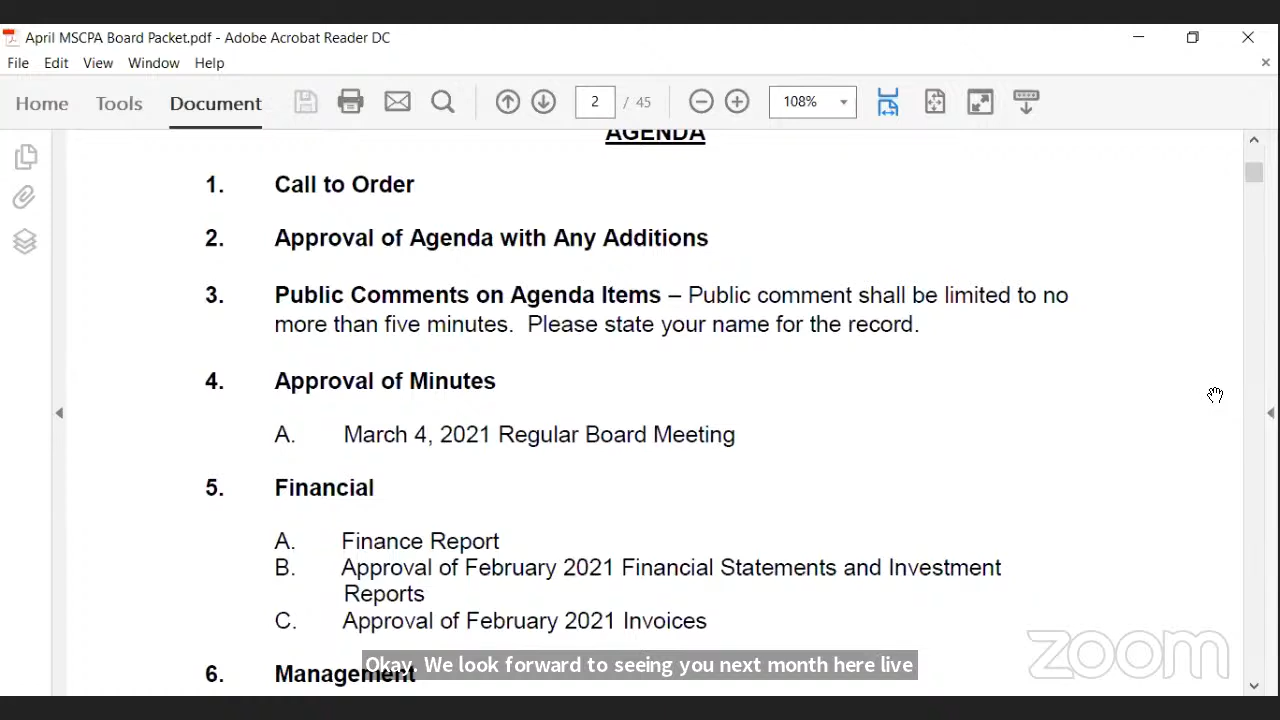 April MSCPA Board Packet.pdf - Adobe Acrobat Reader DC
File Edit View Window Help
Home Tools Document 2 / 45 108%
AGENDA
1. Call to Order
2. Approval of Agenda with Any Additions
3. Public Comments on Agenda Items – Public comment shall be limited to no
more than five minutes. Please state your name for the record.
4. Approval of Minutes
A. March 4, 2021 Regular Board Meeting
5. Financial
A. Finance Report
B. Approval of February 2021 Financial Statements and Investment
Reports
C. Approval of February 2021 Invoices
6. Management
Okay, We look forward to seeing you next month here live
zoom